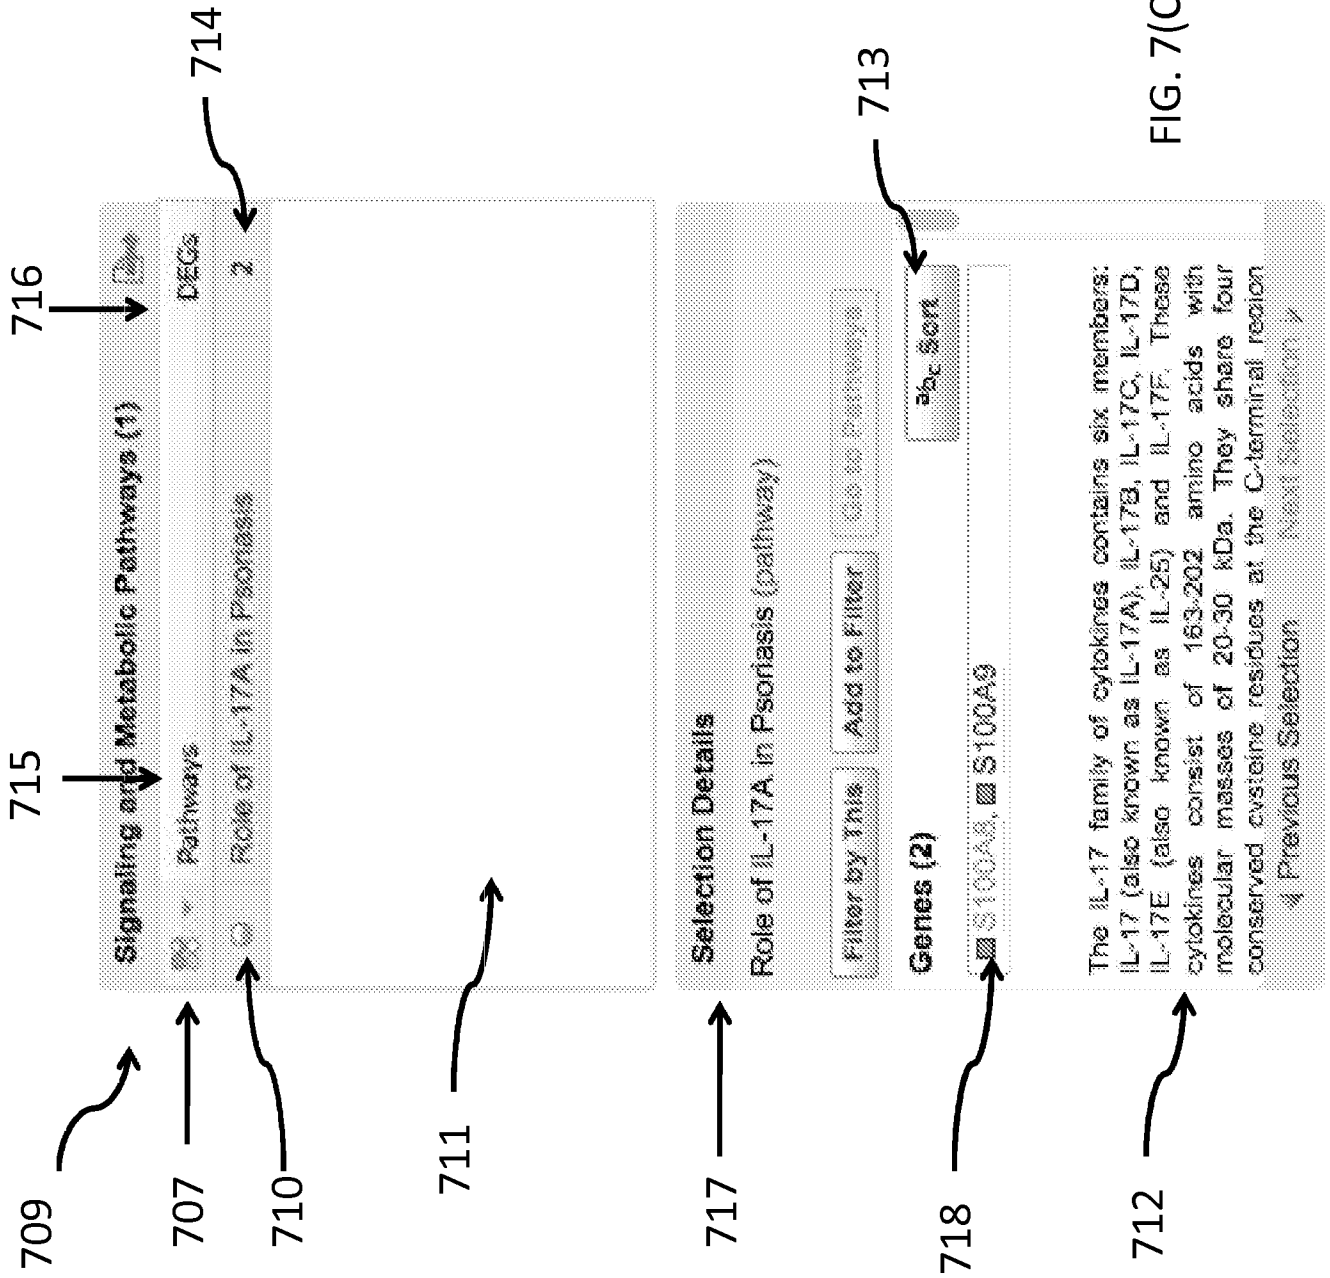 709
707
710
715
716
714
Signaling and Metabolic Pathways (1)
Pathways DEGs
Role of IL-17A in Psoriasis 2
711
717
Selection Details
Role of IL-17A in Psoriasis (pathway)
Filter by This Add to Filter Go to Pathways
713
Genes (2) abc Sort
718
S100A8, S100A9
712
The IL-17 family of cytokines contains six members:
IL-17 (also known as IL-17A), IL-17B, IL-17C, IL-17D,
IL-17E (also known as IL-25) and IL-17F. These
cytokines consist of 163-202 amino acids with
molecular masses of 20-30 kDa. They share four
conserved cysteine residues at the C-terminal region
Previous Selection Next Selection
FIG. 7(C